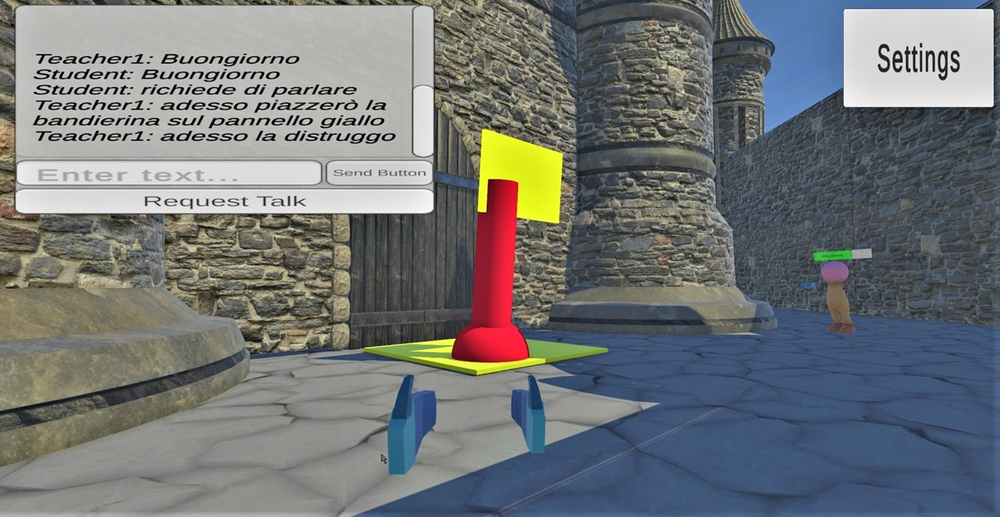 Teacher1: Buongiorno
Student: Buongiorno
Student: richiede di parlare
Teacher1: adesso piazzerò la
bandierina sul pannello giallo
Teacher1: adesso la distruggo
Enter text...
Send Button
Request Talk
Settings